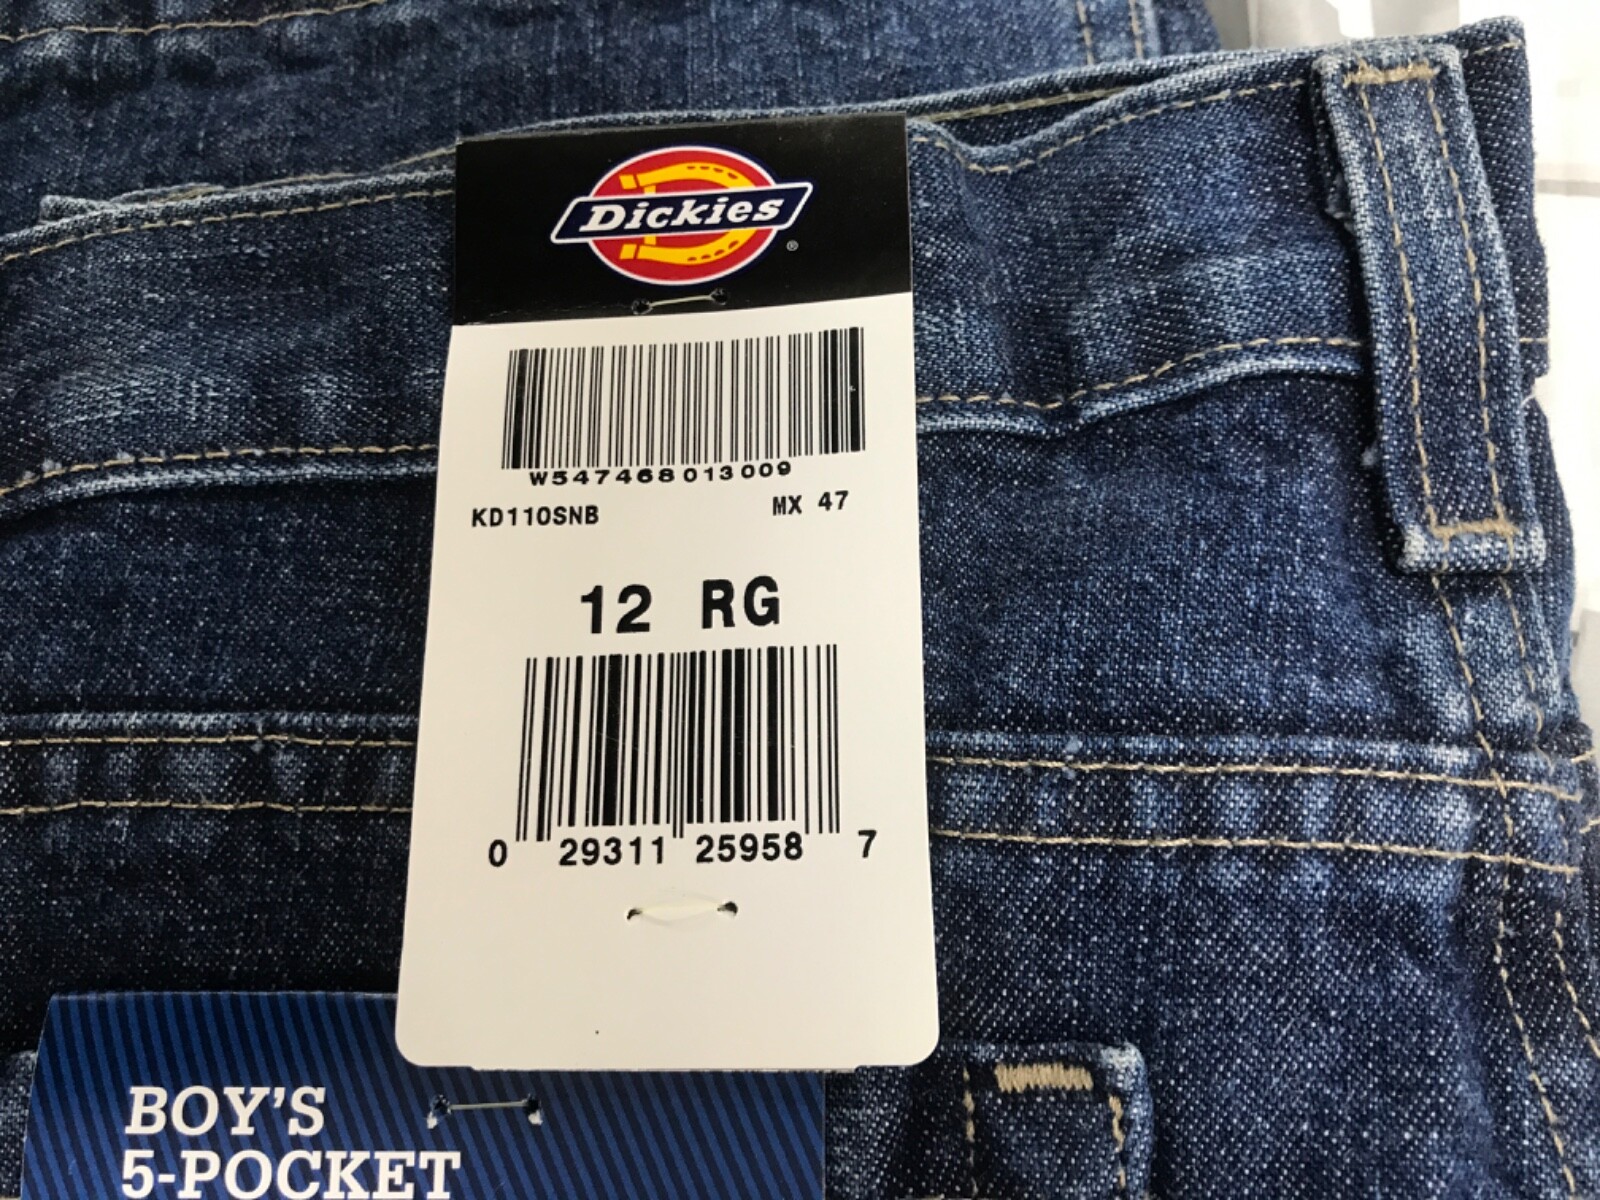 Dickies®
W547468013009
KD110SNB MX 47
12 RG
0 29311 25958 7
BOY'S
5-POCKET